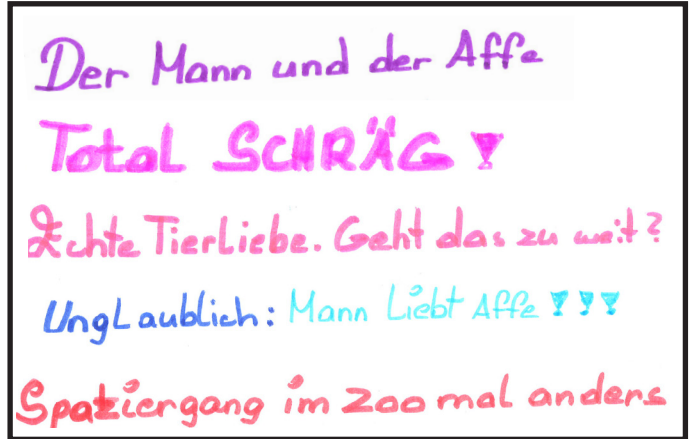 Der Mann und der Affe
Total SCHRÄG!
Echte Tierliebe. Geht das zu weit?
Unglaublich: Mann liebt Affe!!!
Spaziergang im Zoo mal anders